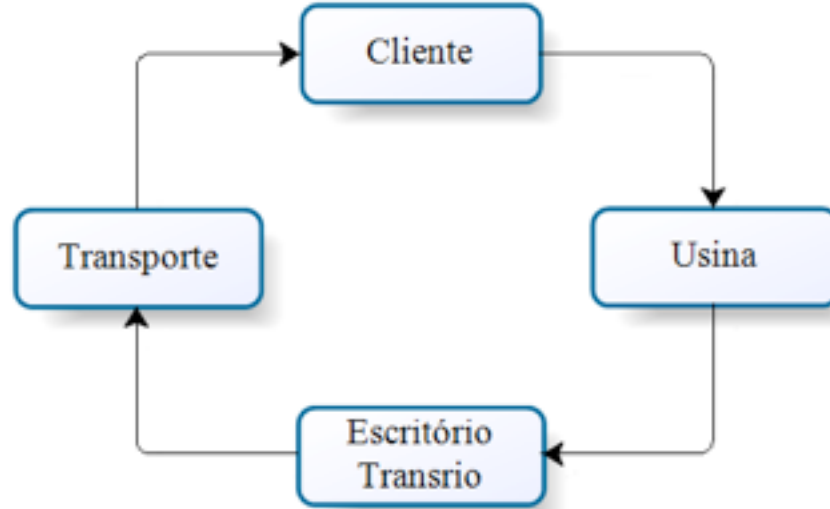 Cliente
Transporte
Usina
Escritório
Transrio